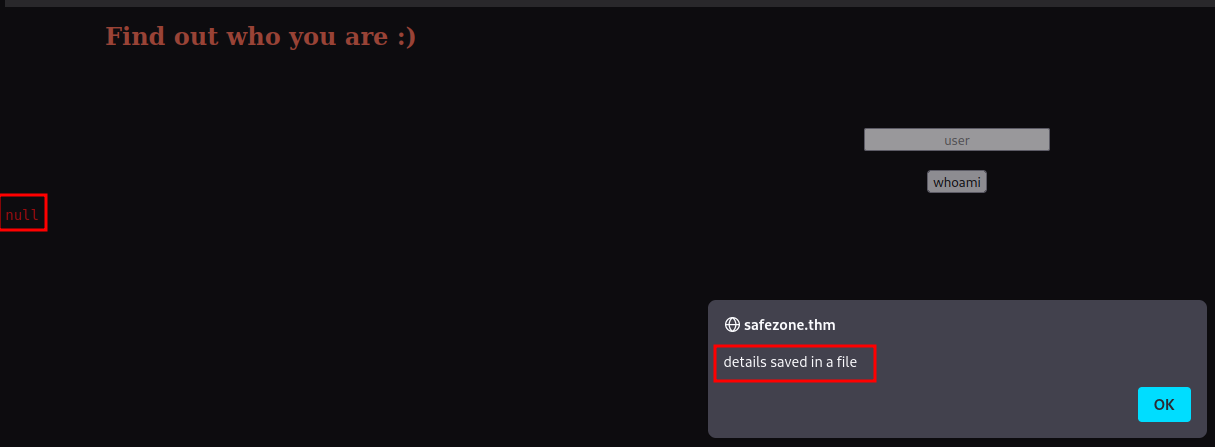 Find out who you are :)
user
whoami
null
safezone.thm
details saved in a file
OK